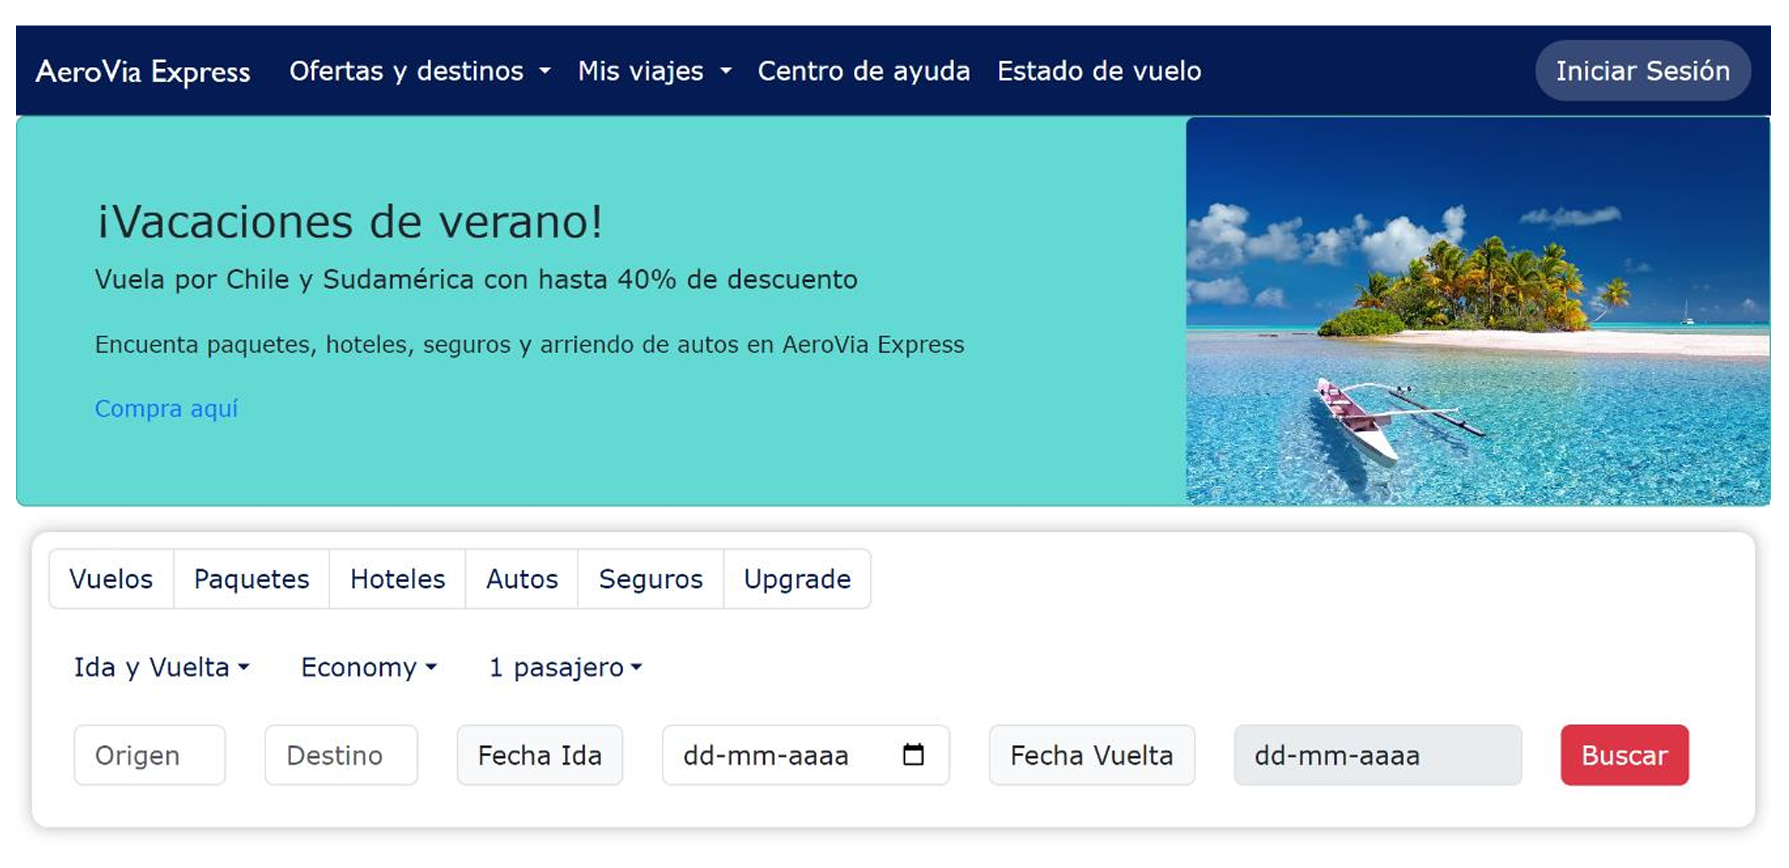 AeroVia Express Ofertas y destinos Mis viajes Centro de ayuda Estado de vuelo Iniciar Sesión
¡Vacaciones de verano!
Vuela por Chile y Sudamérica con hasta 40% de descuento
Encuenta paquetes, hoteles, seguros y arriendo de autos en AeroVia Express
Compra aquí
Vuelos Paquetes Hoteles Autos Seguros Upgrade
Ida y Vuelta Economy 1 pasajero
Origen Destino Fecha Ida dd-mm-aaaa Fecha Vuelta dd-mm-aaaa Buscar